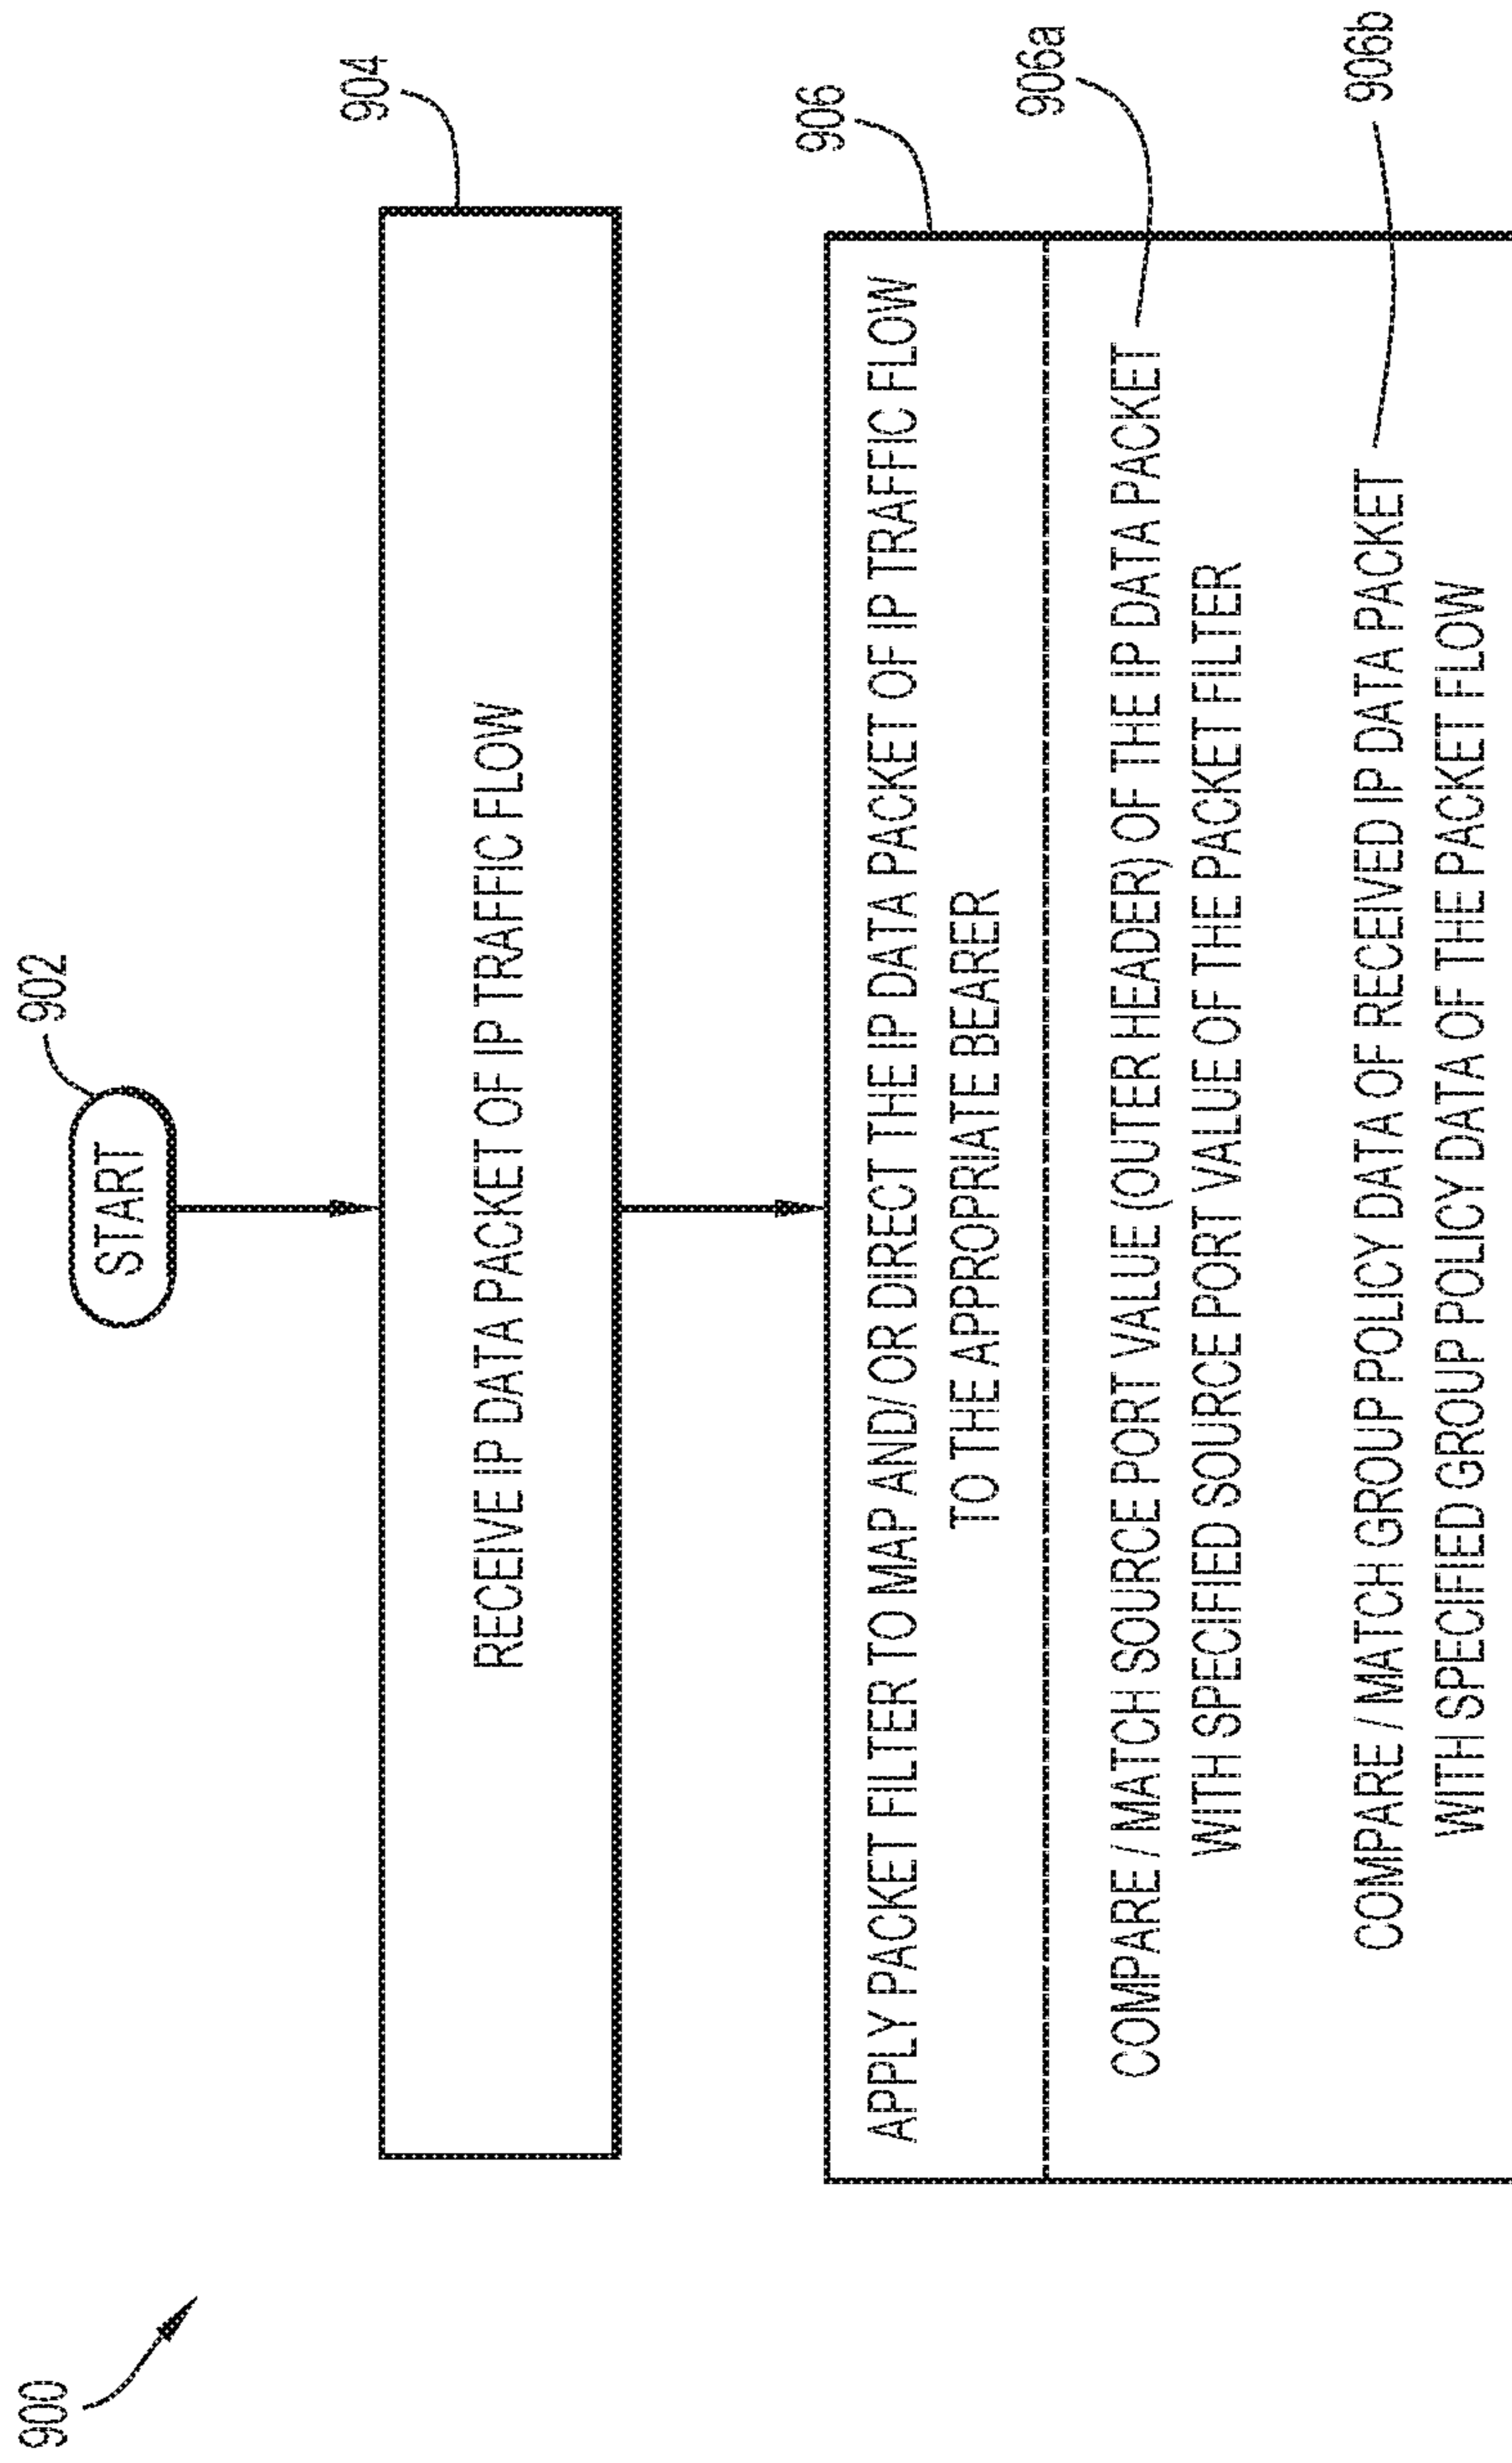 900
START
902
RECEIVE IP DATA PACKET OF IP TRAFFIC FLOW
904
APPLY PACKET FILTER TO MAP AND/OR DIRECT THE IP DATA PACKET OF IP TRAFFIC FLOW
TO THE APPROPRIATE BEARER
906
COMPARE / MATCH SOURCE PORT VALUE (OUTER HEADER) OF THE IP DATA PACKET
WITH SPECIFIED SOURCE PORT VALUE OF THE PACKET FILTER
906a
COMPARE / MATCH GROUP POLICY DATA OF RECEIVED IP DATA PACKET
WITH SPECIFIED GROUP POLICY DATA OF THE PACKET FLOW
906b